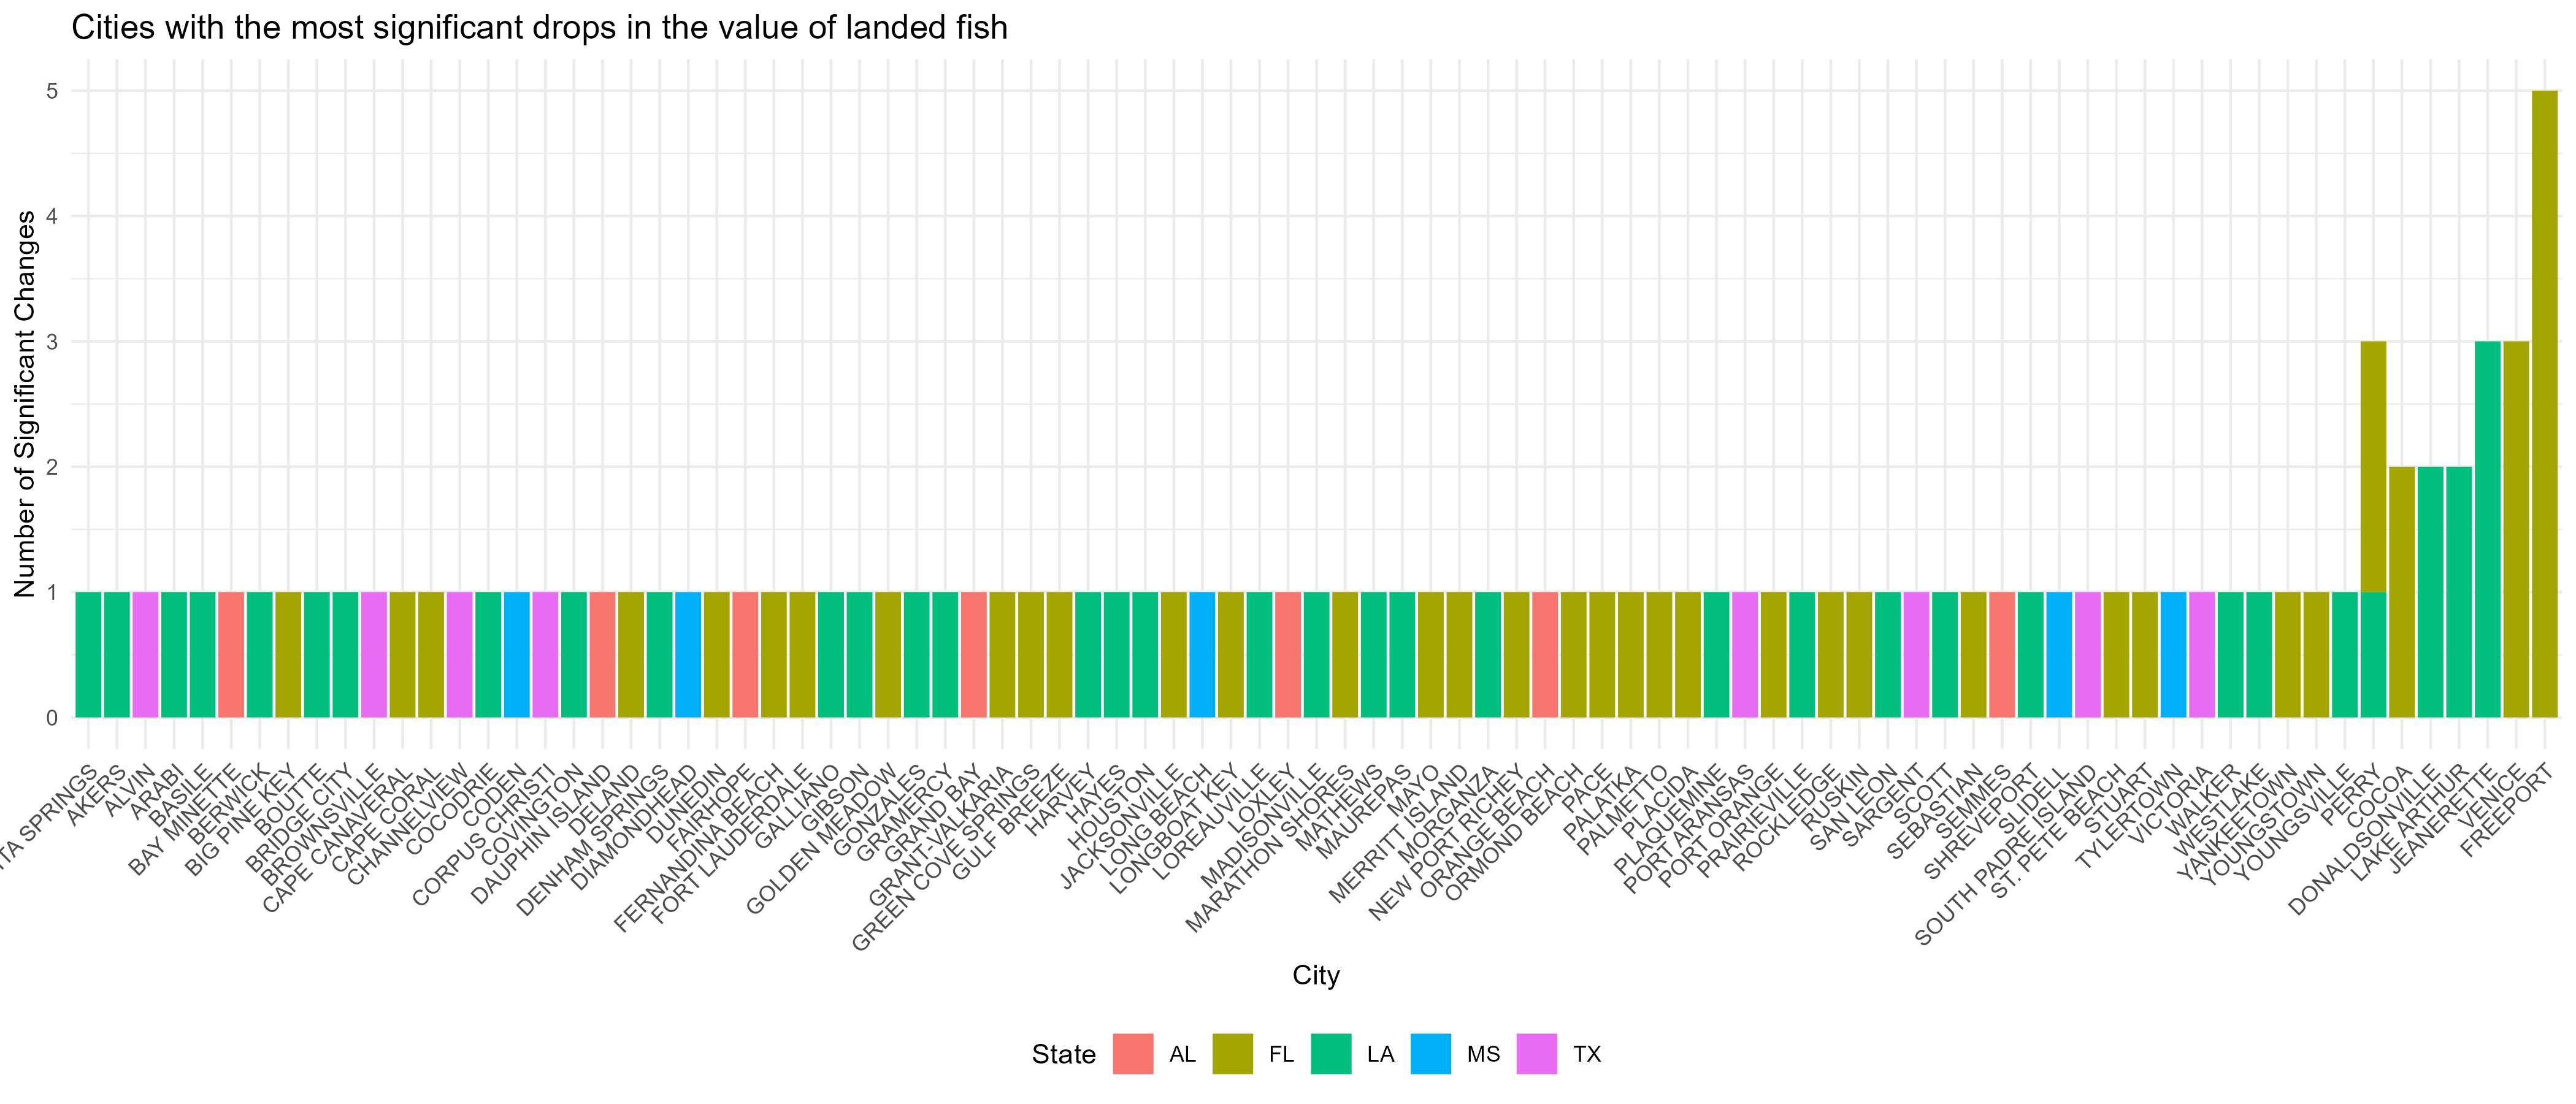 Cities with the most significant drops in the value of landed fish
Number of Significant Changes
5
4
3
2
1
0
TA SPRINGS
AKERS
ALVIN
ARABI
BASILE
BAY MINETTE
BERWICK
BIG PINE KEY
BOUTTE
BRIDGE CITY
BROWNSVILLE
CAPE CANAVERAL
CAPE CORAL
CHANNELVIEW
COCODRIE
CODEN
CORPUS CHRISTI
COVINGTON
DAUPHIN ISLAND
DELAND
DENHAM SPRINGS
DIAMONDHEAD
DUNEDIN
FAIRHOPE
FERNANDINA BEACH
FORT LAUDERDALE
GALLIANO
GIBSON
GOLDEN MEADOW
GONZALES
GRAMERCY
GRAND BAY
GRANT-VALKARIA
GREEN COVE SPRINGS
GULF BREEZE
HARVEY
HAYES
HOUSTON
JACKSONVILLE
LONG BEACH
LONGBOAT KEY
LOREAUVILLE
LOXLEY
MADISONVILLE
MARATHON SHORES
MATHEWS
MAUREPAS
MAYO
MERRITT ISLAND
MORGANZA
NEW PORT RICHEY
ORANGE BEACH
ORMOND BEACH
PACE
PALATKA
PALMETTO
PLACIDA
PLAQUEMINE
PORT ARANSAS
PORT ORANGE
PRAIRIEVILLE
ROCKLEDGE
RUSKIN
SAN LEON
SARGENT
SCOTT
SEBASTIAN
SEMMES
SHREVEPORT
SLIDELL
SOUTH PADRE ISLAND
ST. PETE BEACH
STUART
TYLERTOWN
VICTORIA
WALKER
WESTLAKE
YANKEETOWN
YOUNGSTOWN
YOUNGSVILLE
PERRY
COCOA
DONALDSONVILLE
LAKE ARTHUR
JEANERETTE
VENICE
FREEPORT
City
State AL FL LA MS TX